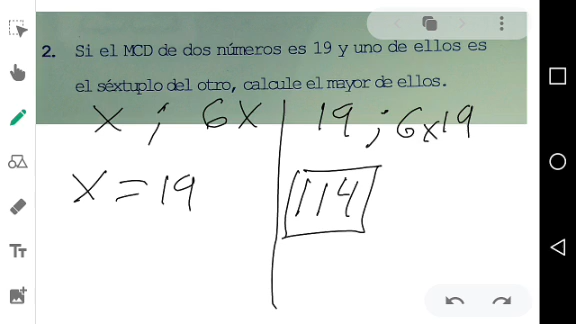 2. Si el MCD de dos números es 19 y uno de ellos es
el séxtuplo del otro, calcule el mayor de ellos.
x ; 6x 19 ; 6x19
x = 19 114
Tт